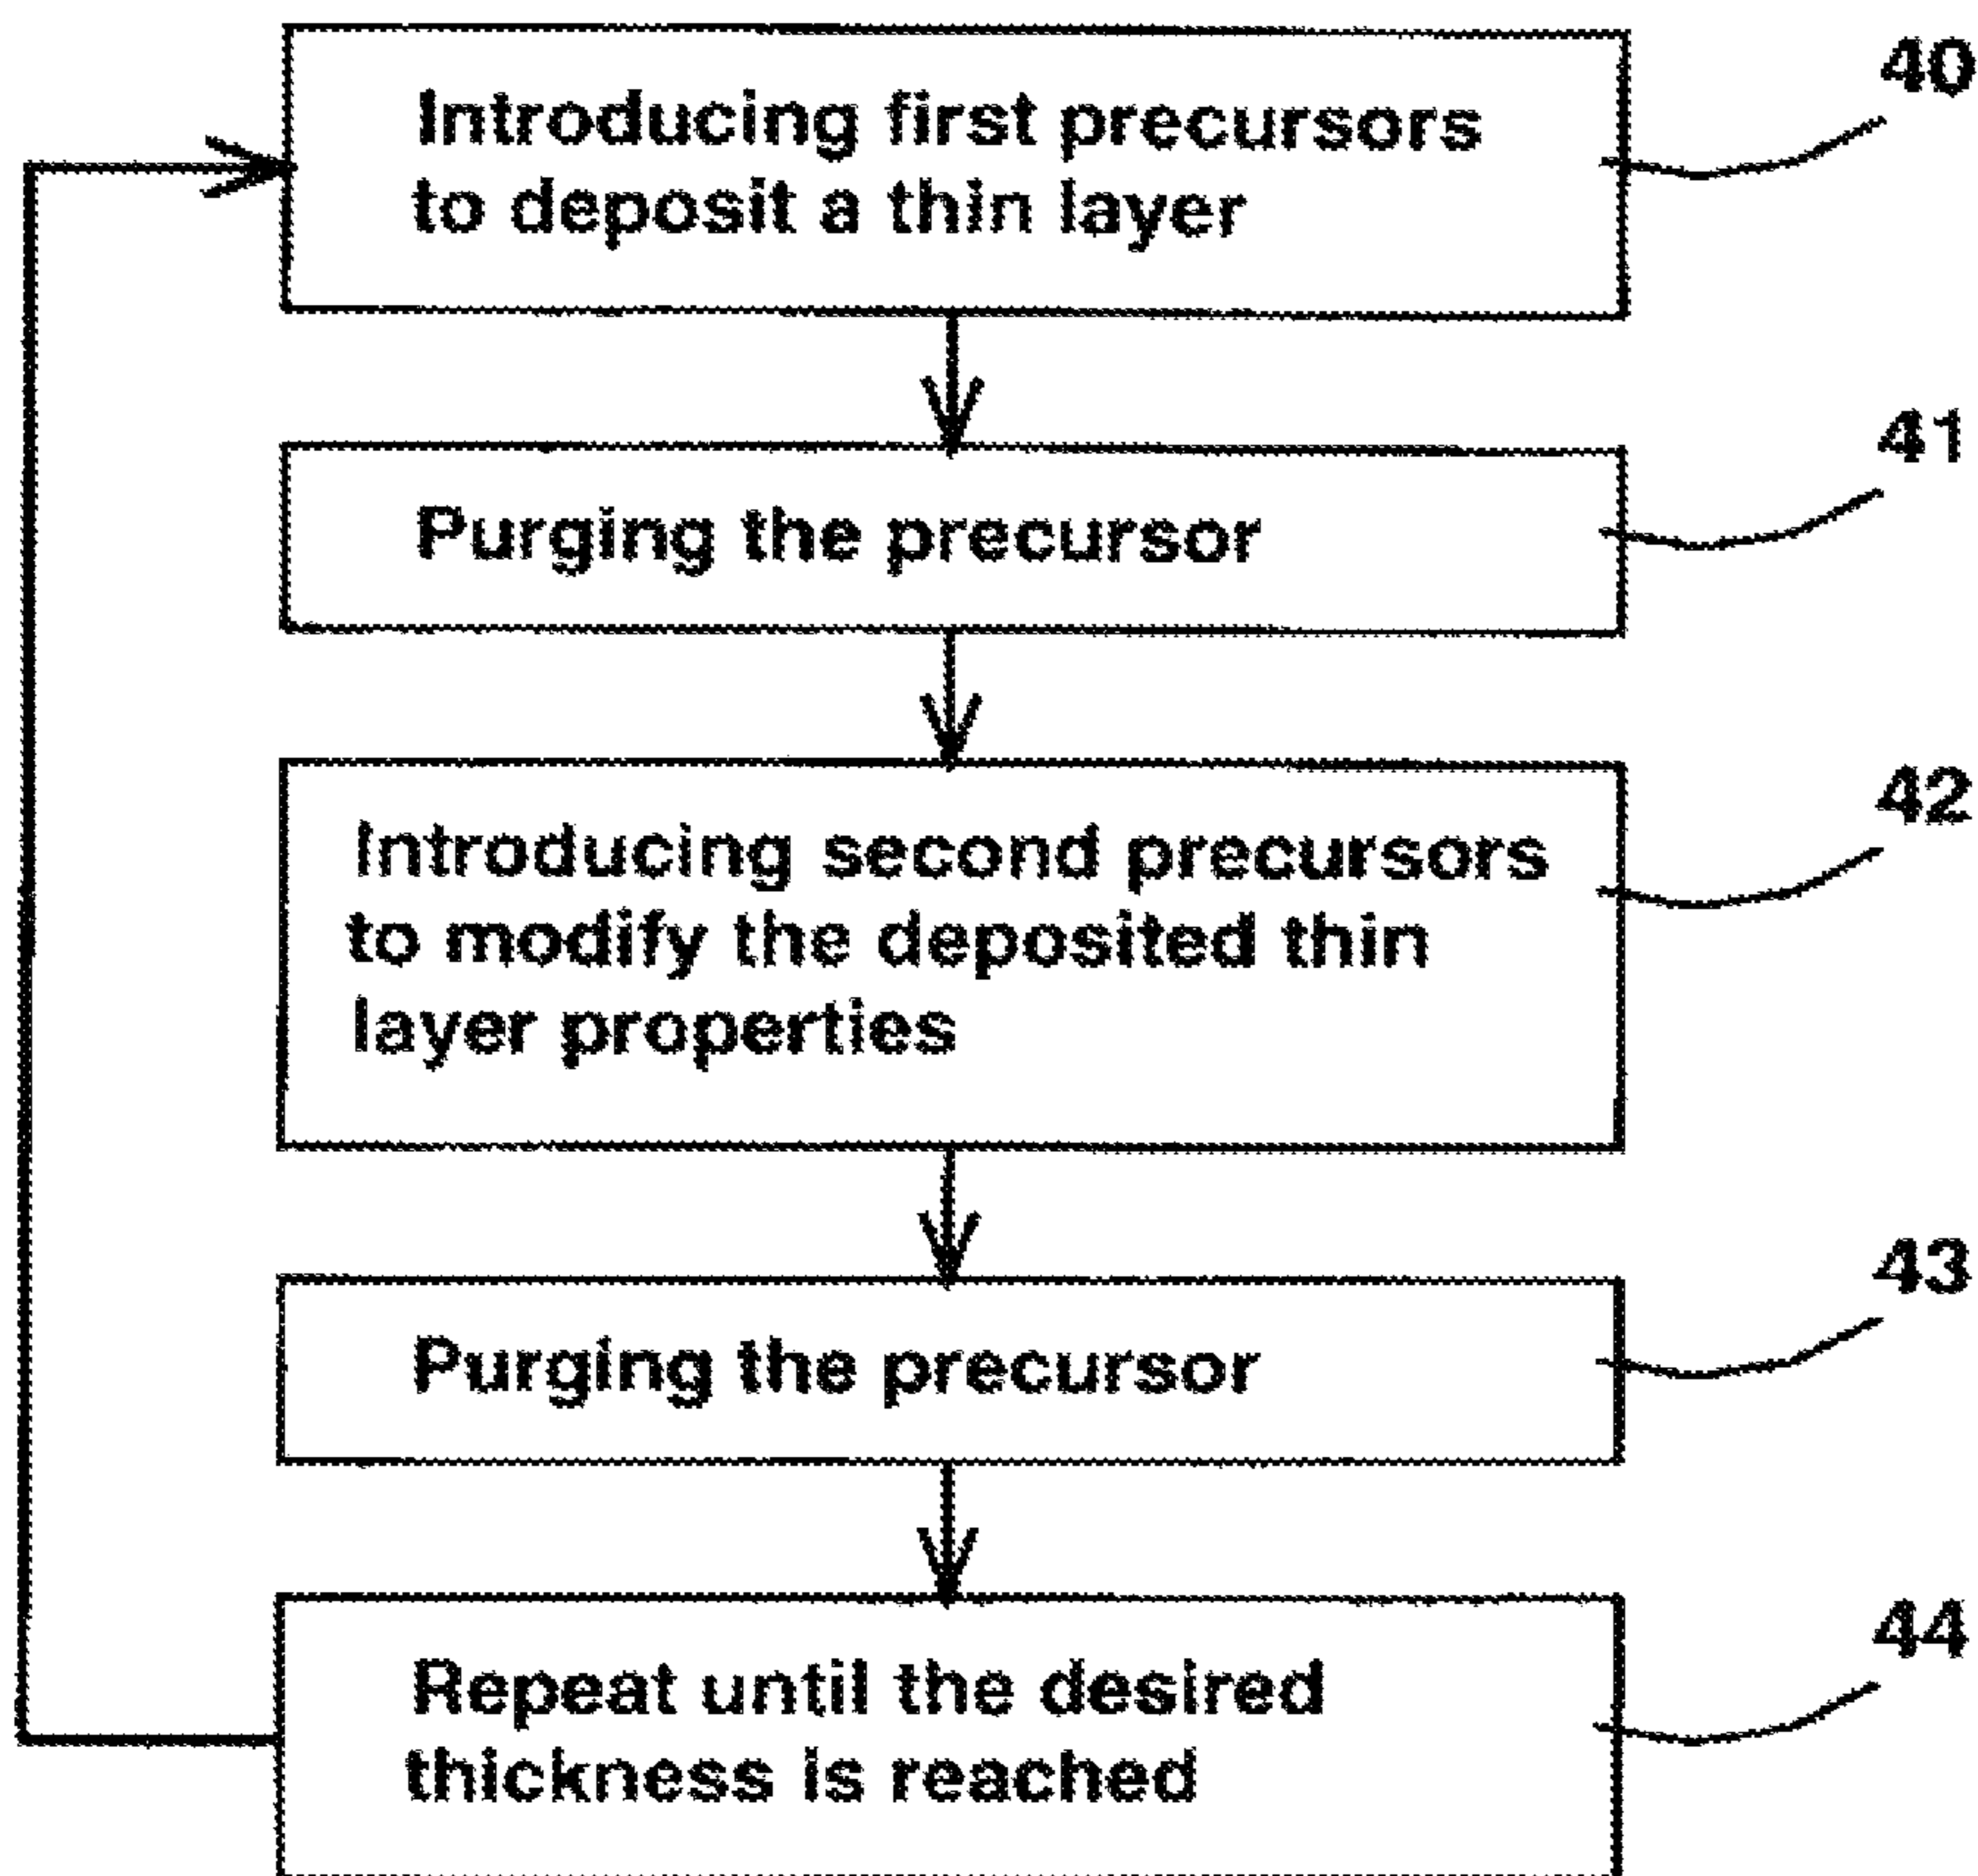 Introducing first precursors
to deposit a thin layer
40
Purging the precursor
41
Introducing second precursors
to modify the deposited thin
layer properties
42
Purging the precursor
43
Repeat until the desired
thickness is reached
44